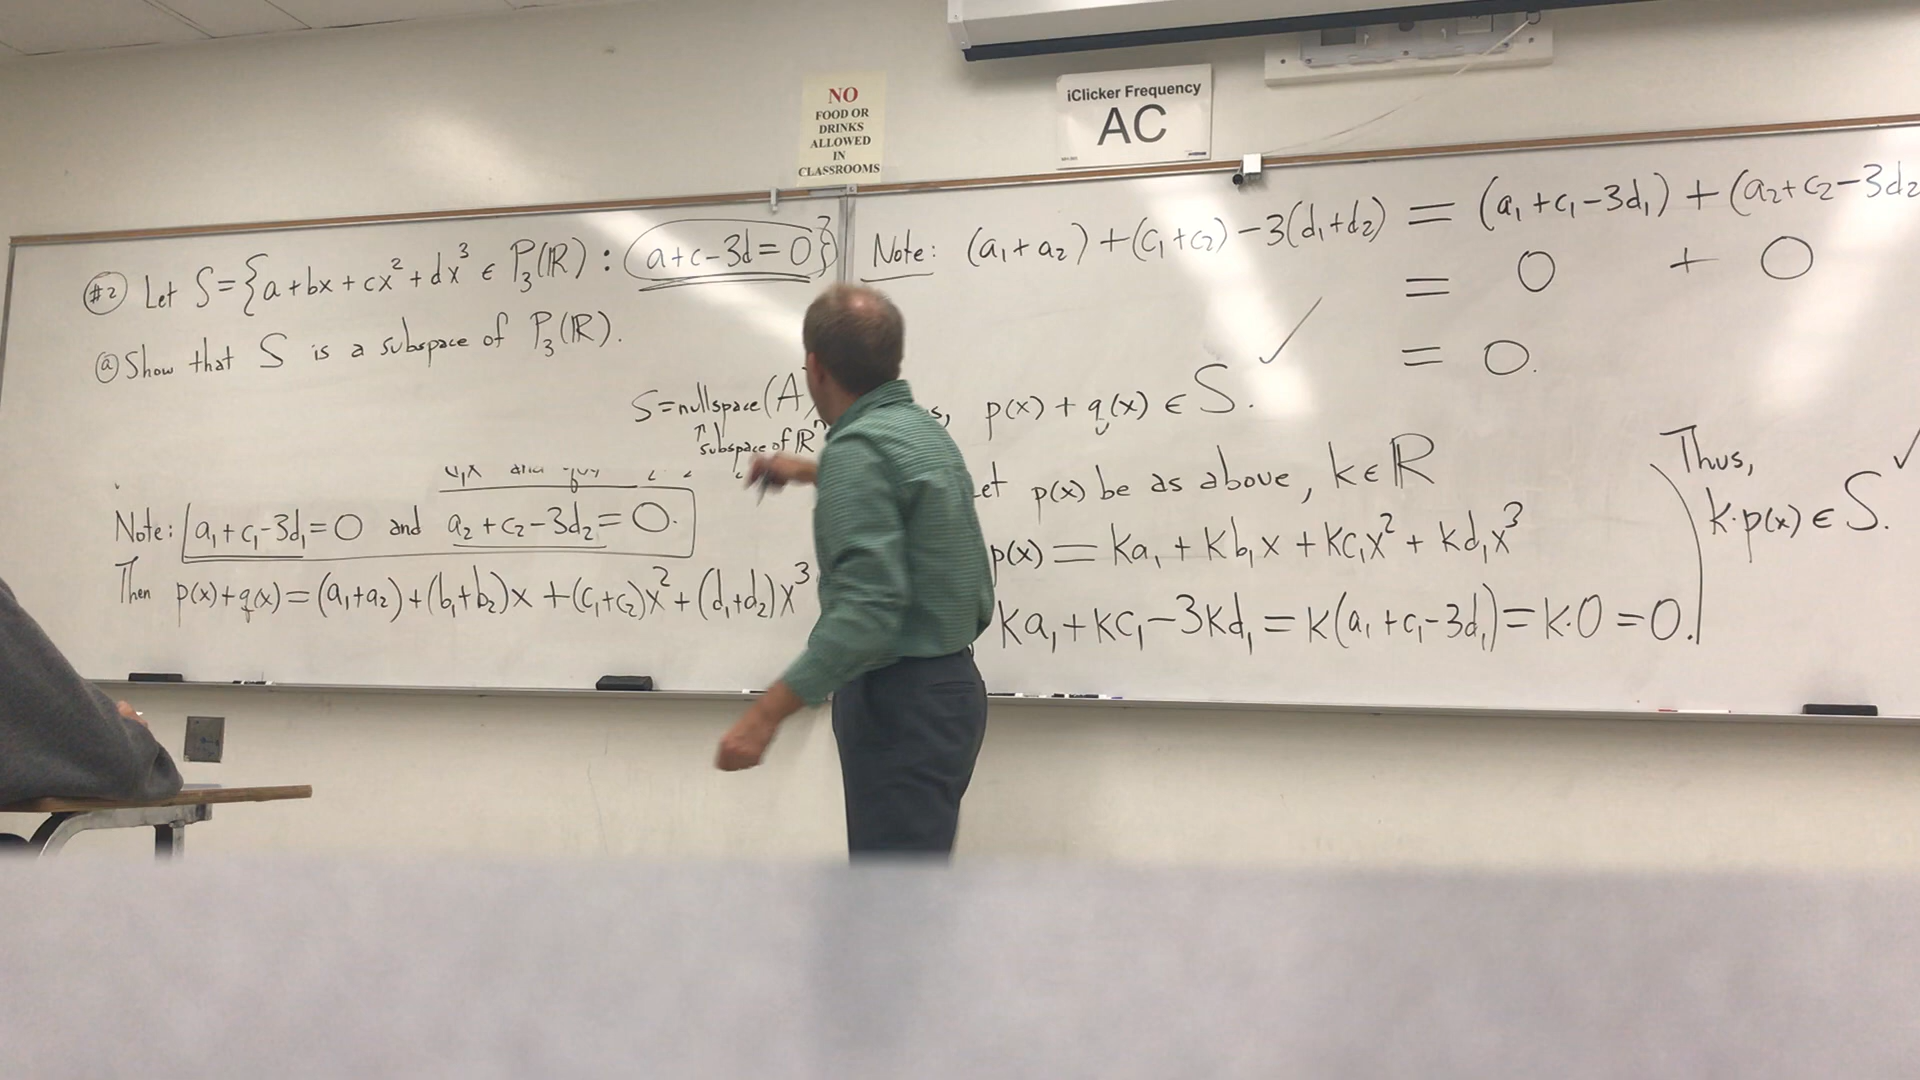 NO
FOOD OR
DRINKS
ALLOWED
IN
CLASSROOMS
iClicker Frequency
AC
#2 Let S={a+bx+cx²+dx³ ∈ P₃(ℝ) : a+c-3d=0}
ⓐ Show that S is a subspace of P₃(ℝ).
S=nullspace(A
↑ subspace of ℝⁿ
Note: a₁+c₁-3d₁=0 and a₂+c₂-3d₂=0.
Then p(x)+q(x)=(a₁+a₂)+(b₁+b₂)x+(c₁+c₂)x²+(d₁+d₂)x³
Note: (a₁+a₂)+(c₁+c₂)-3(d₁+d₂) = (a₁+c₁-3d₁)+(a₂+c₂-3d₂
= 0 + 0
= 0.
s, p(x)+q(x) ∈ S. ✓
et p(x) be as above, k∈ℝ
p(x) = ka₁+kb₁x+kc₁x²+kd₁x³
ka₁+kc₁-3kd₁=k(a₁+c₁-3d₁)=k·0=0.
Thus,
k·p(x) ∈ S. ✓